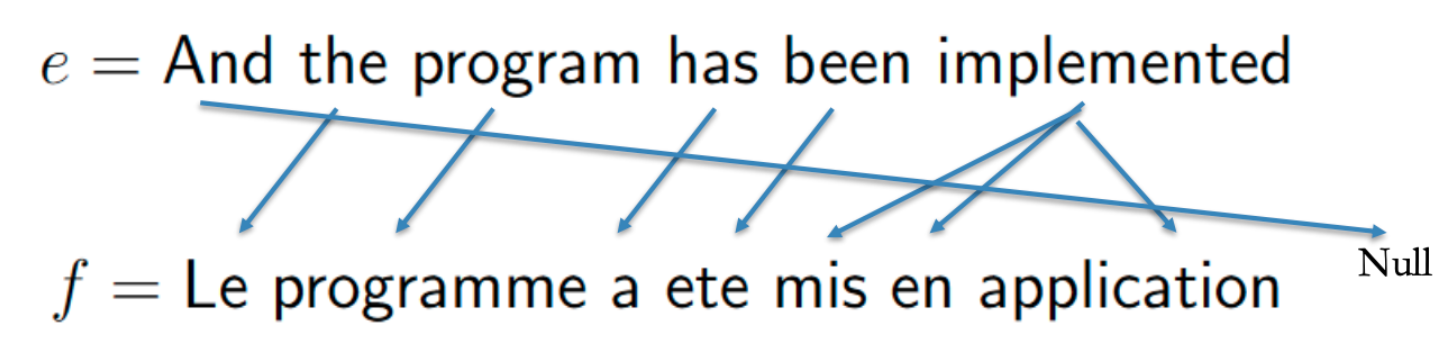 e = And the program has been implemented
f = Le programme a ete mis en application
Null